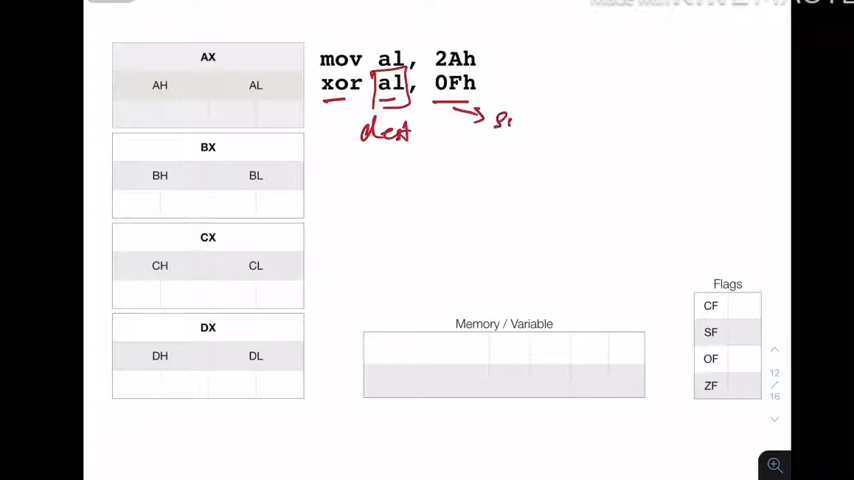 AX
AH AL
BX
BH BL
CX
CH CL
DX
DH DL
mov al, 2Ah
xor al, 0Fh
dest
Memory / Variable
Flags
CF
SF
OF
ZF
12
/
16